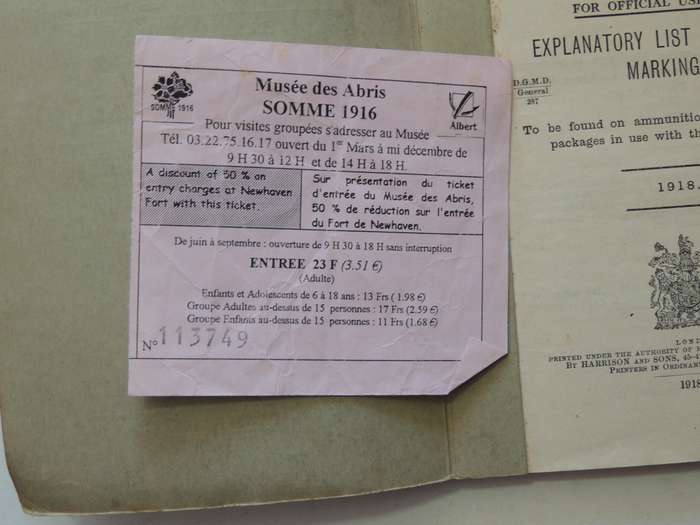 Musée des Abris
SOMME 1916
SOMME 1916
Albert
Pour visites groupées s'adresser au Musée
Tél. 03.22.75.16.17 ouvert du 1er Mars à mi décembre de
9 H 30 à 12 H et de 14 H à 18 H.
A discount of 50 % on
entry charges at Newhaven
Fort with this ticket.
Sur présentation du ticket
d'entrée du Musée des Abris,
50 % de réduction sur l'entrée
du Fort de Newhaven.
De juin à septembre : ouverture de 9 H 30 à 18 H sans interruption
ENTREE 23 F (3.51 €)
(Adulte)
Enfants et Adolescents de 6 à 18 ans : 13 Frs ( 1.98 €)
Groupe Adultes au-dessus de 15 personnes : 17 Frs (2.59 €)
Groupe Enfants au-dessus de 15 personnes : 11 Frs (1.68 €)
No 113749
FOR OFFICIAL
EXPLANATORY LIST
MARKING
D.G.M.D.
General
287
To be found on
packages in use with
1918.
PRINTED UNDER THE AUTHORITY OF
By HARRISON and SONS,
Printers in
1918